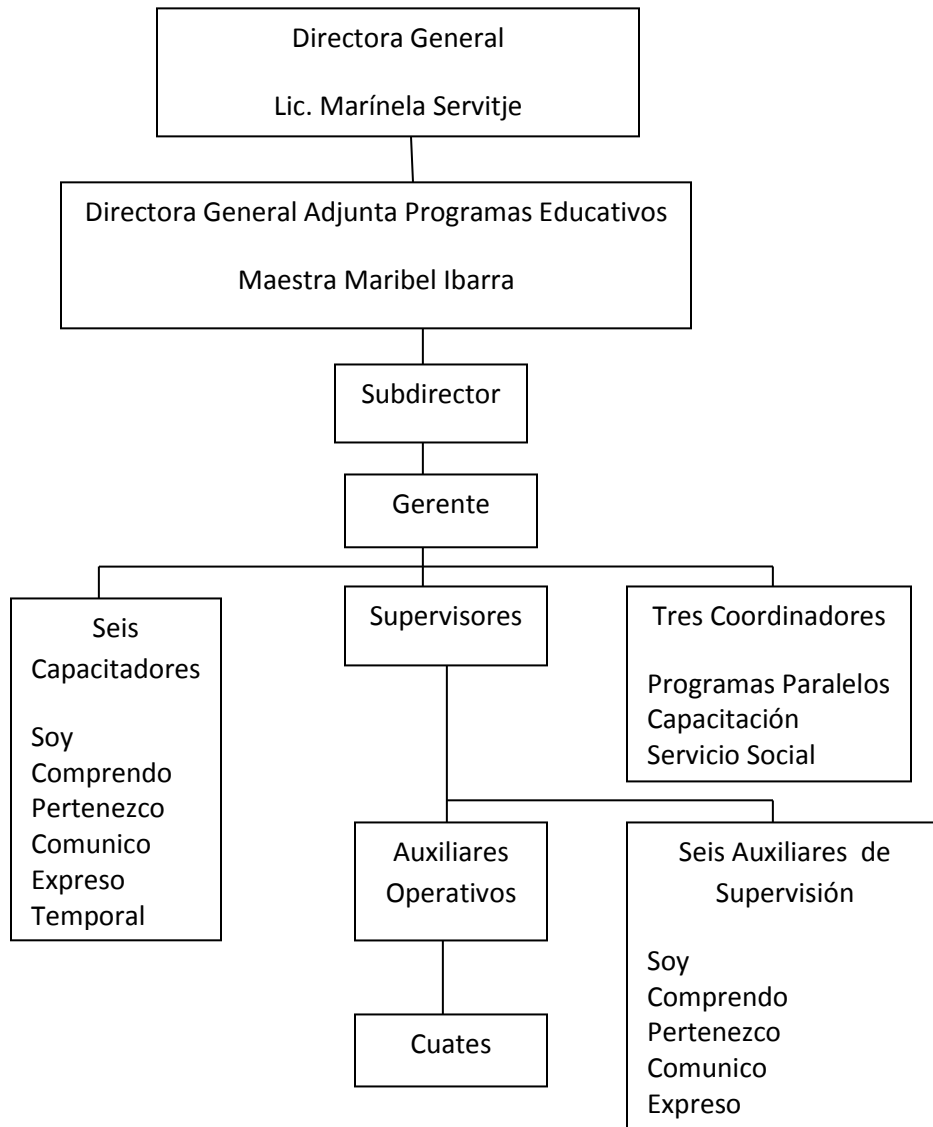 Directora General
Lic. Marínela Servitje
Directora General Adjunta Programas Educativos
Maestra Maribel Ibarra
Subdirector
Gerente
Seis
Capacitadores
Soy
Comprendo
Pertenezco
Comunico
Expreso
Temporal
Supervisores
Tres Coordinadores
Programas Paralelos
Capacitación
Servicio Social
Auxiliares
Operativos
Seis Auxiliares de
Supervisión
Soy
Comprendo
Pertenezco
Comunico
Expreso
Cuates